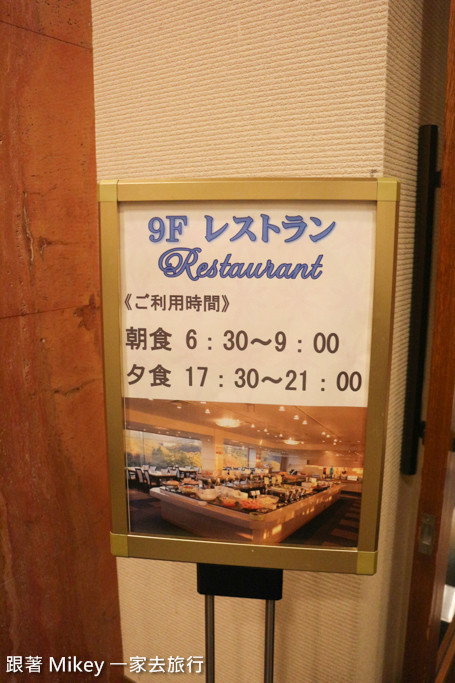 9F レストラン
Restaurant
《ご利用時間》
朝食 6：30～9：00
夕食 17：30～21：00
跟著 Mikey 一家去旅行